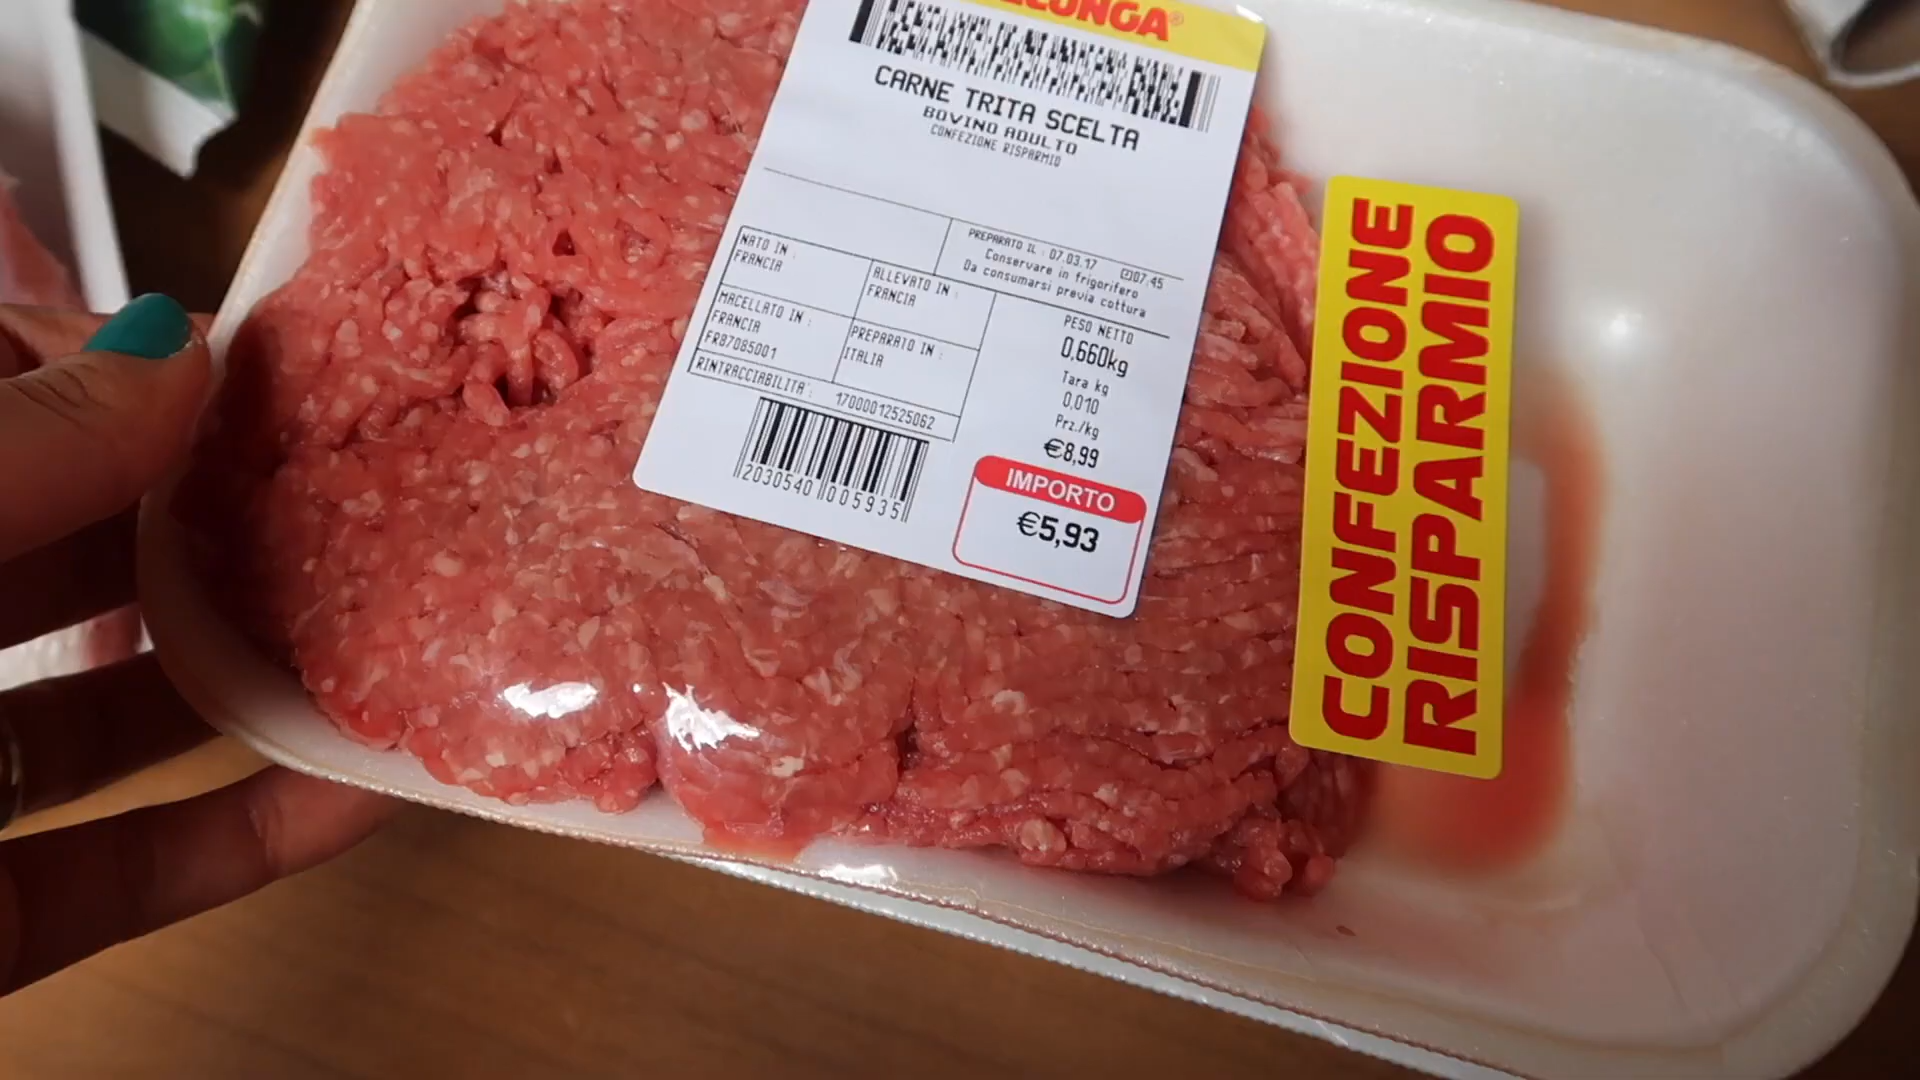 CARNE TRITA SCELTA
BOVINO ADULTO
CONFEZIONE RISPARMIO
PREPARATO IL : 07.03.17 07:45
Conservare in frigorifero
Da consumarsi previa cottura
NATO IN :
FRANCIA
ALLEVATO IN :
FRANCIA
MACELLATO IN :
FRANCIA
FR87085001
PREPARATO IN :
ITALIA
RINTRACCIABILITA' : 17000012525062
2030540 005935
PESO NETTO
0,660kg
Tara kg
0.010
Prz./kg
€8,99
IMPORTO
€5,93
CONFEZIONE
RISPARMIO